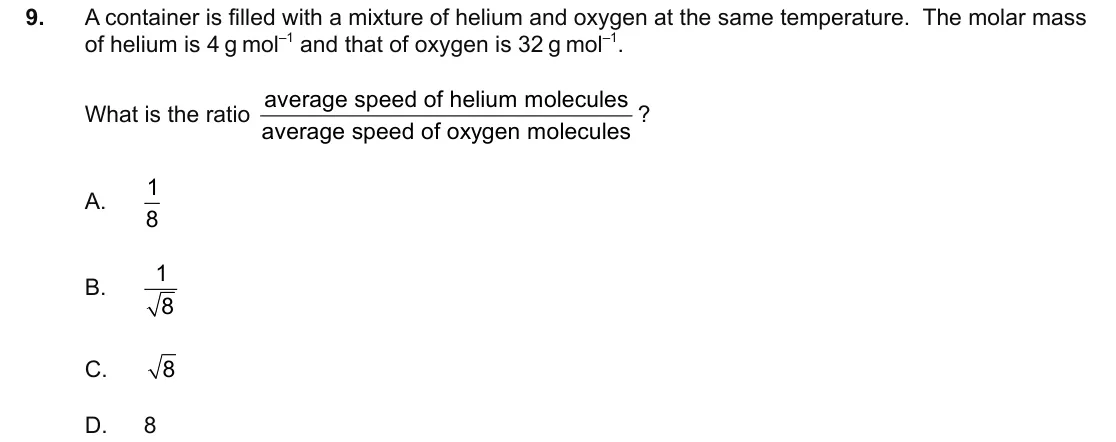 9. A container is filled with a mixture of helium and oxygen at the same temperature. The molar mass
of helium is 4 g mol⁻¹ and that of oxygen is 32 g mol⁻¹.
What is the ratio average speed of helium molecules / average speed of oxygen molecules ?
A. 1/8
B. 1/√8
C. √8
D. 8